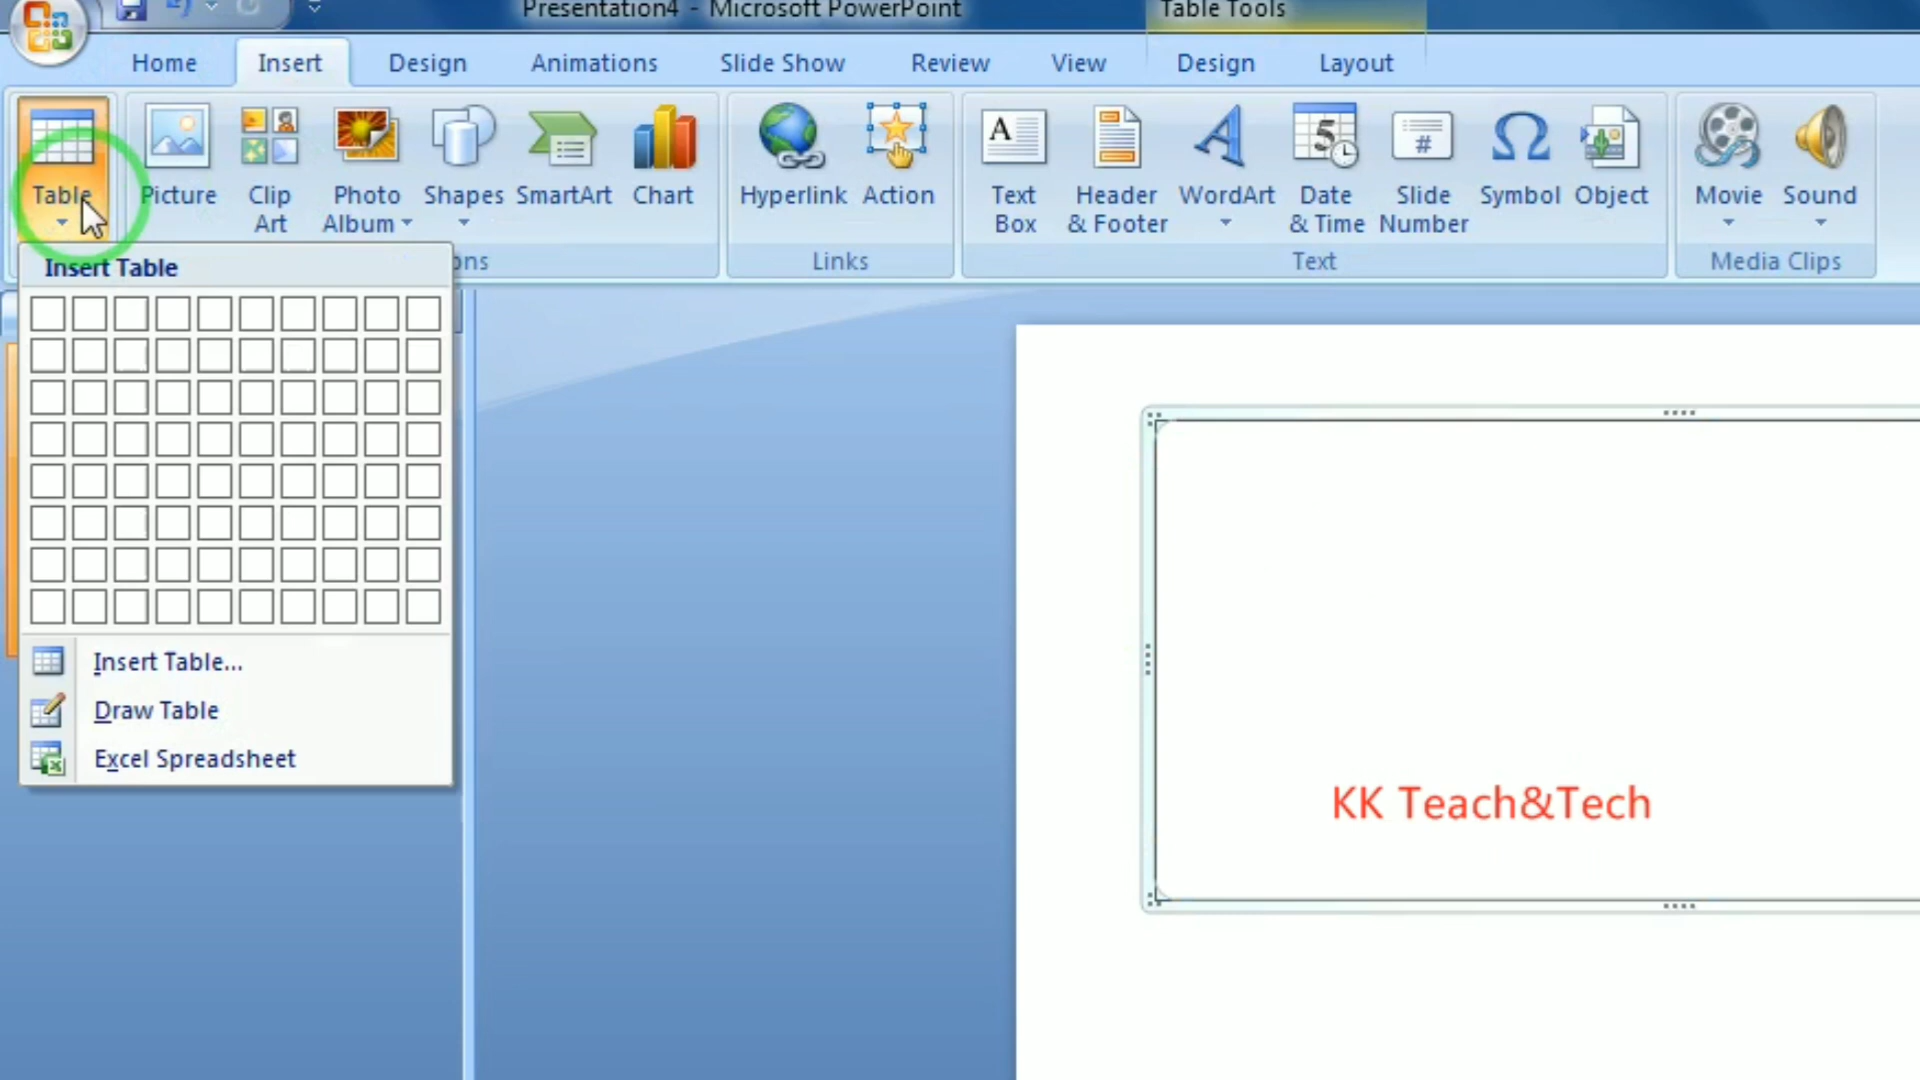 Presentation4 - Microsoft PowerPoint
Table Tools
Home Insert Design Animations Slide Show Review View Design Layout
Table Picture Clip Art Photo Album Shapes SmartArt Chart Hyperlink Action Text Box Header & Footer WordArt Date & Time Slide Number Symbol Object Movie Sound
Links Text Media Clips
Insert Table
Insert Table...
Draw Table
Excel Spreadsheet
KK Teach&Tech